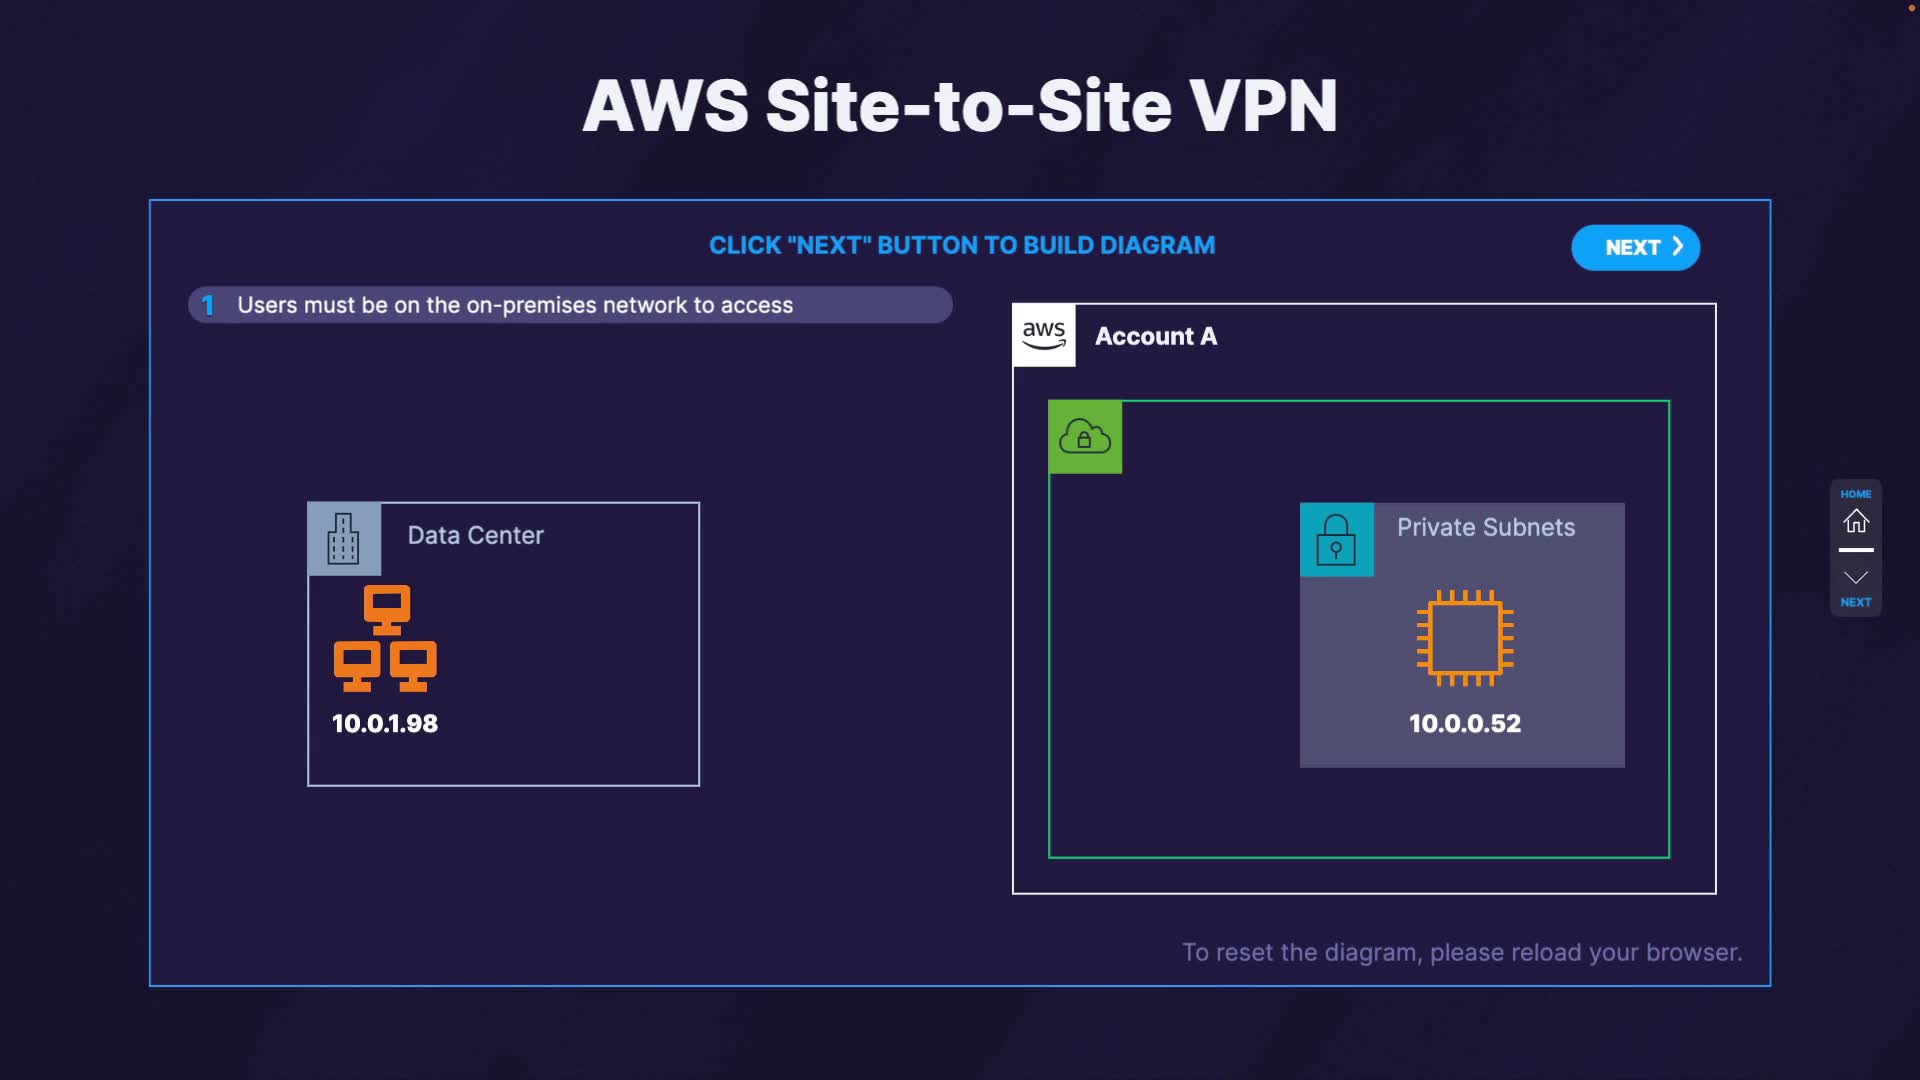 AWS Site-to-Site VPN
CLICK "NEXT" BUTTON TO BUILD DIAGRAM
NEXT
1 Users must be on the on-premises network to access
aws
Account A
Data Center
10.0.1.98
Private Subnets
10.0.0.52
To reset the diagram, please reload your browser.
HOME
NEXT